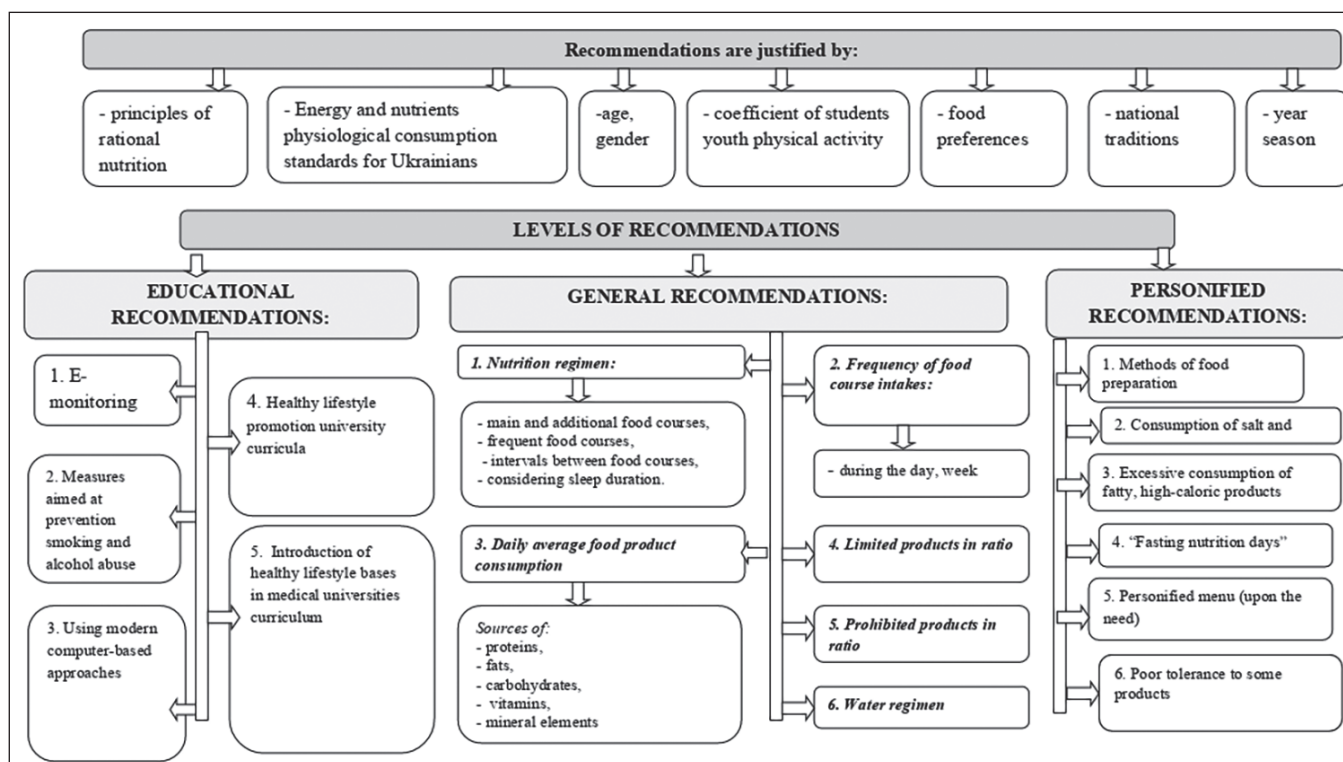 Recommendations are justified by:
- principles of
rational
nutrition
- Energy and nutrients
physiological consumption
standards for Ukrainians
-age,
gender
- coefficient of students
youth physical activity
- food
preferences
- national
traditions
- year
season
LEVELS OF RECOMMENDATIONS
EDUCATIONAL
RECOMMENDATIONS:
1. E-
monitoring
2. Measures
aimed at
prevention
smoking and
alcohol abuse
3. Using modern
computer-based
approaches
4. Healthy lifestyle
promotion university
curricula
5. Introduction of
healthy lifestyle bases
in medical universities
curriculum
GENERAL RECOMMENDATIONS:
1. Nutrition regimen:
- main and additional food courses,
- frequent food courses,
- intervals between food courses,
- considering sleep duration.
2. Frequency of food
course intakes:
- during the day, week
3. Daily average food product
consumption
Sources of:
- proteins,
- fats,
- carbohydrates,
- vitamins,
- mineral elements
4. Limited products in ratio
5. Prohibited products in
ratio
6. Water regimen
PERSONIFIED
RECOMMENDATIONS:
1. Methods of food
preparation
2. Consumption of salt and
3. Excessive consumption of
fatty, high-caloric products
4. “Fasting nutrition days”
5. Personified menu (upon the
need)
6. Poor tolerance to some
products